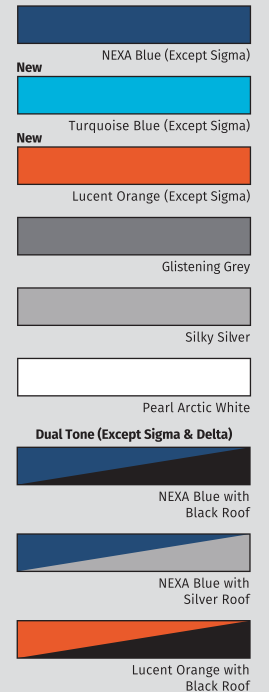 NEXA Blue (Except Sigma)
New
Turquoise Blue (Except Sigma)
New
Lucent Orange (Except Sigma)
Glistening Grey
Silky Silver
Pearl Arctic White
Dual Tone (Except Sigma & Delta)
NEXA Blue with
Black Roof
NEXA Blue with
Silver Roof
Lucent Orange with
Black Roof